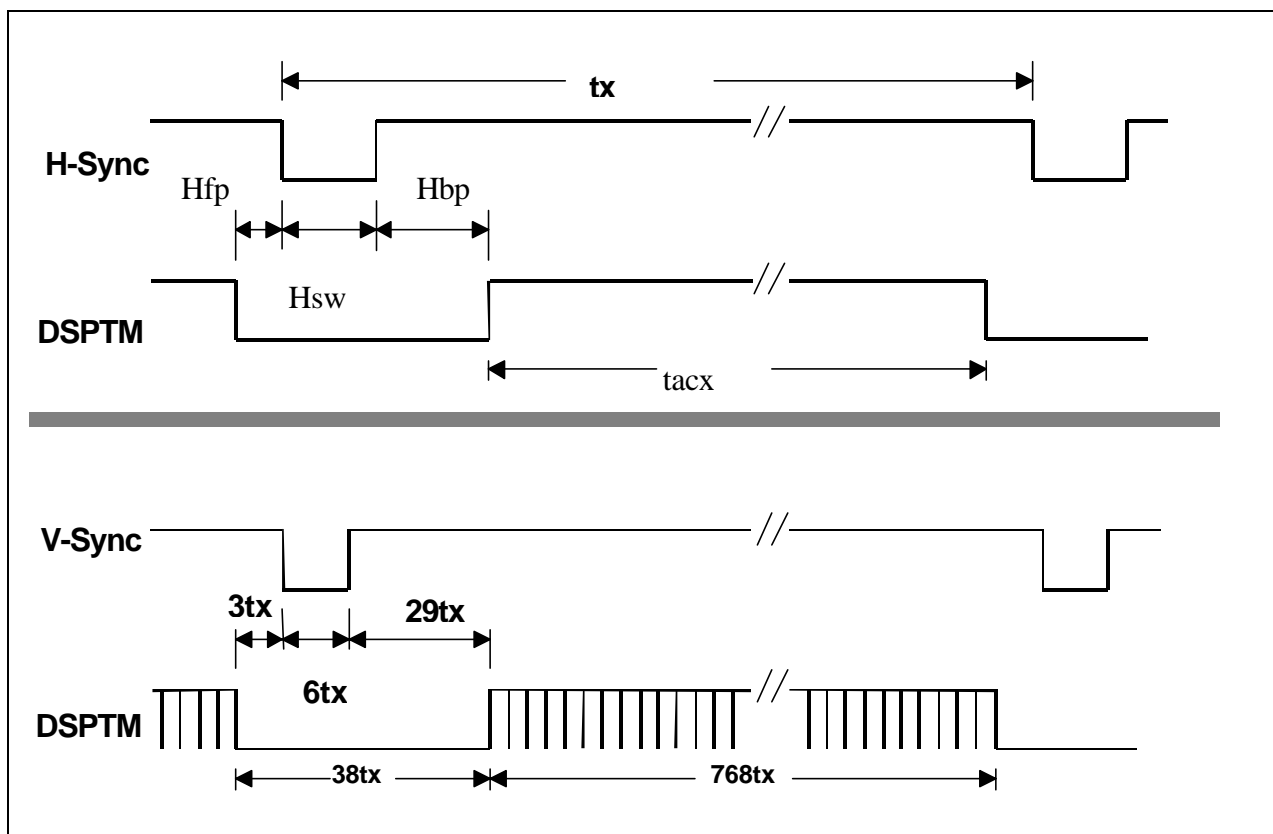 tx
H-Sync
Hfp
Hbp
Hsw
DSPTM
tacx
V-Sync
3tx
29tx
6tx
DSPTM
38tx
768tx